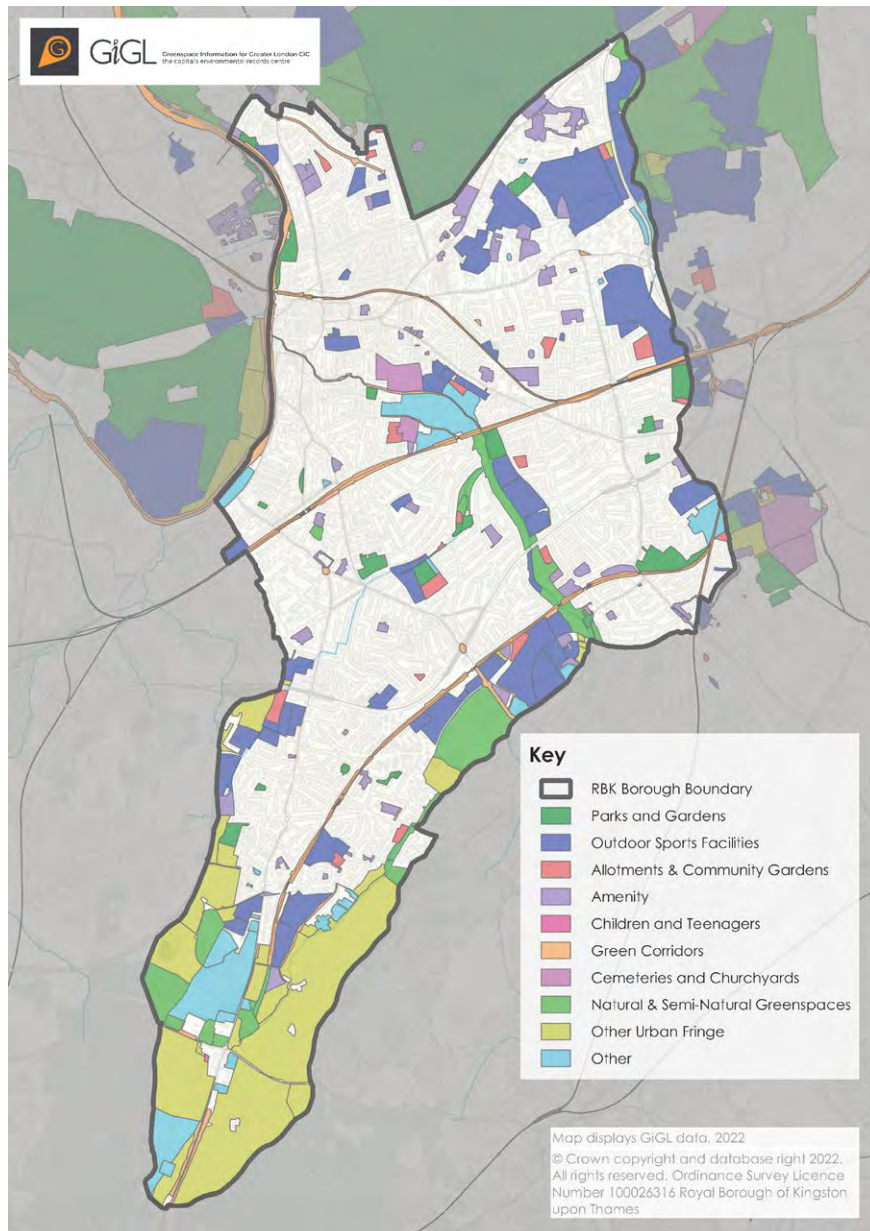 G
GiGL
Greenspace Information for Greater London CIC
the capital's environmental records centre
Key
RBK Borough Boundary
Parks and Gardens
Outdoor Sports Facilities
Allotments & Community Gardens
Amenity
Children and Teenagers
Green Corridors
Cemeteries and Churchyards
Natural & Semi-Natural Greenspaces
Other Urban Fringe
Other
Map displays GiGL data, 2022
© Crown copyright and database right 2022.
All rights reserved. Ordinance Survey Licence
Number 100026316 Royal Borough of Kingston
upon Thames